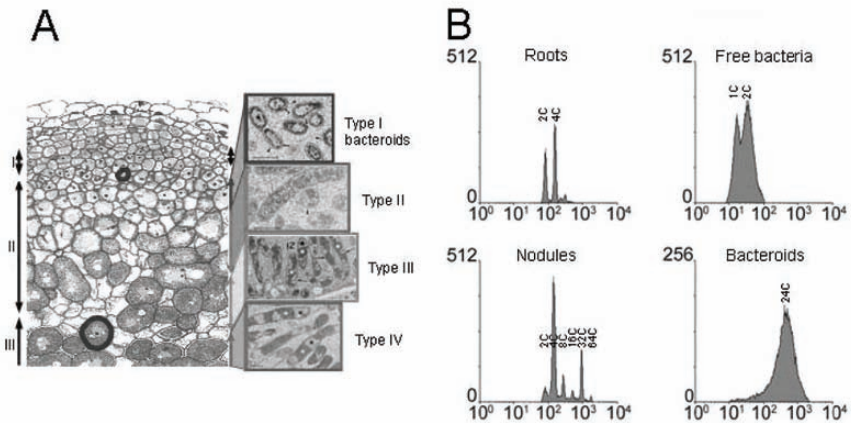 A
I
II
III
Type I
bacteroids
Type II
Type III
Type IV
B
Roots
512
0
2C
4C
10⁰ 10¹ 10² 10³ 10⁴
Free bacteria
512
0
1C
2C
10⁰ 10¹ 10² 10³ 10⁴
Nodules
512
0
2C
4C
8C
16C
32C
64C
10⁰ 10¹ 10² 10³ 10⁴
Bacteroids
256
0
24C
10⁰ 10¹ 10² 10³ 10⁴